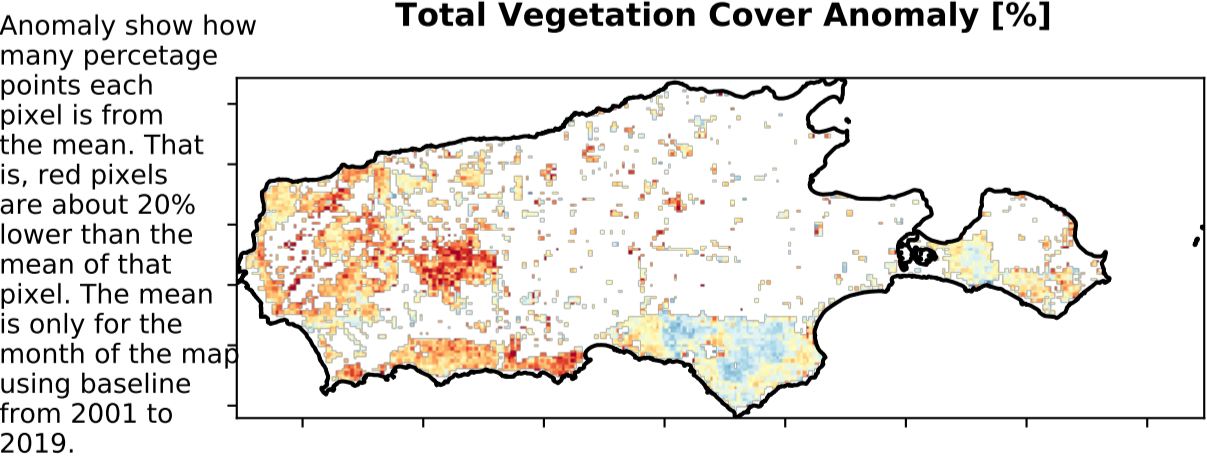 Total Vegetation Cover Anomaly [%]
Anomaly show how
many percetage
points each
pixel is from
the mean. That
is, red pixels
are about 20%
lower than the
mean of that
pixel. The mean
is only for the
month of the map
using baseline
from 2001 to
2019.